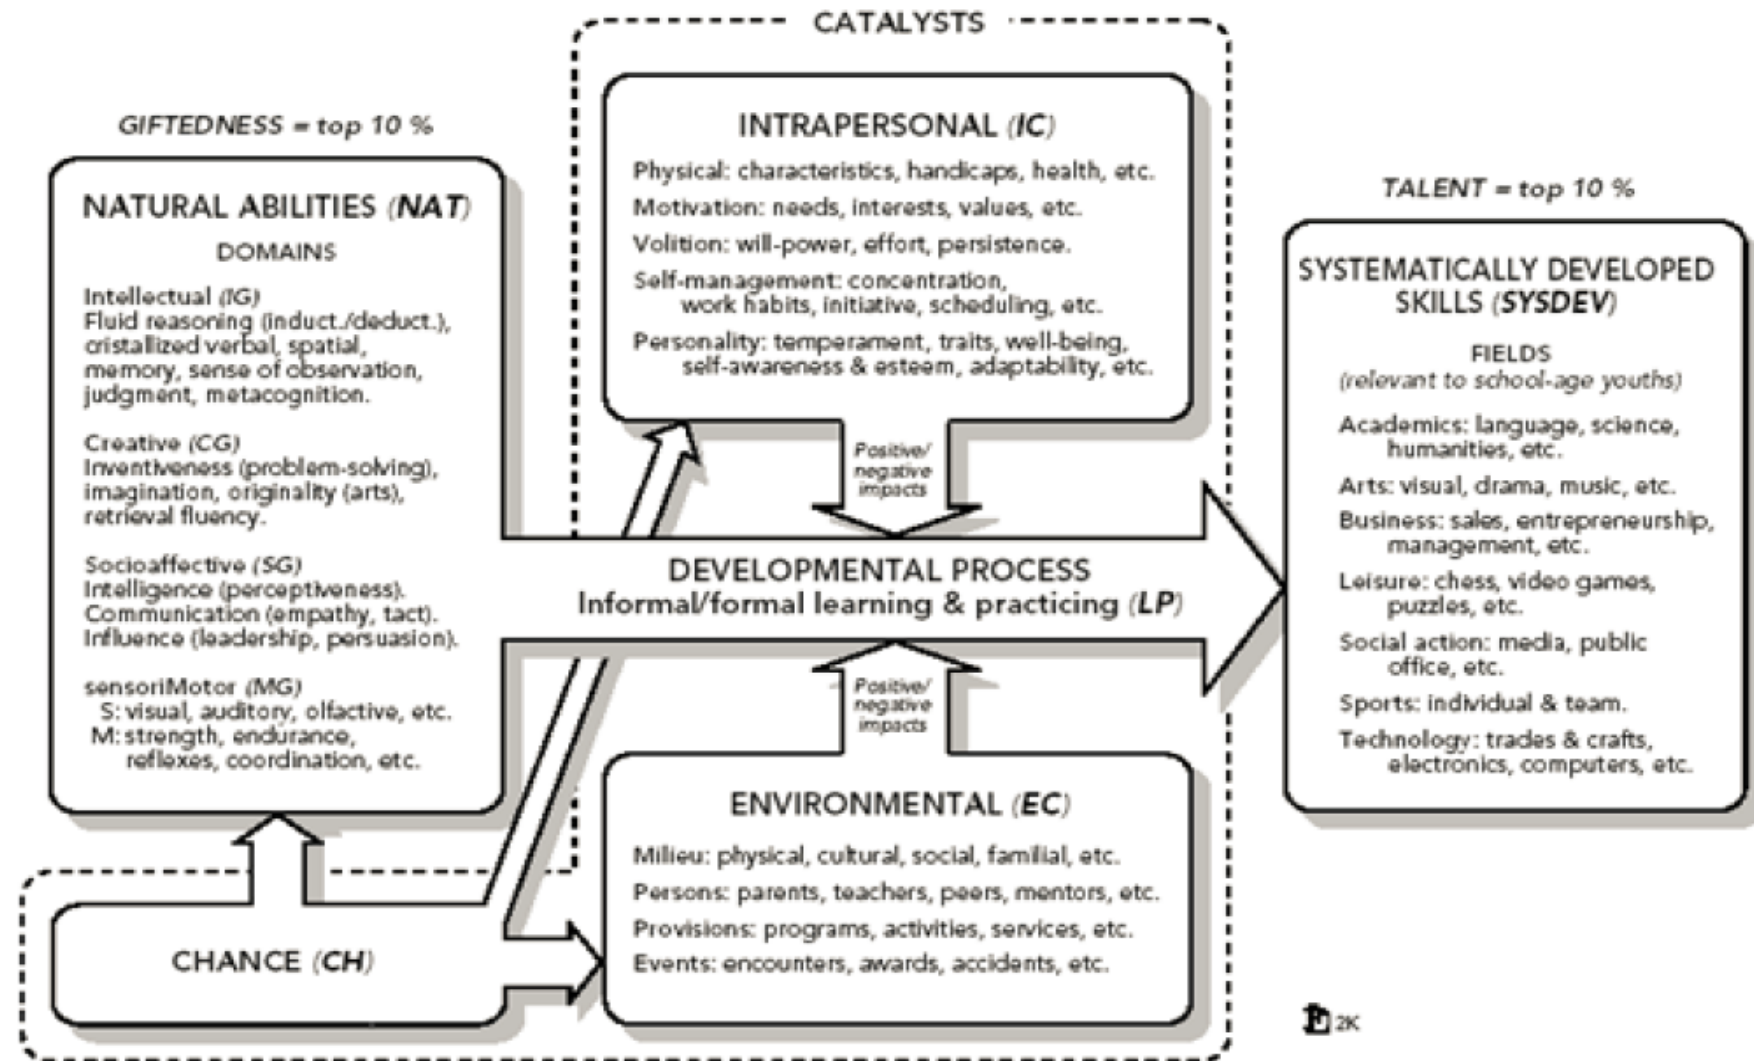 CATALYSTS
GIFTEDNESS = top 10 %
NATURAL ABILITIES (NAT)
DOMAINS
Intellectual (IG)
Fluid reasoning (induct./deduct.),
cristallized verbal, spatial,
memory, sense of observation,
judgment, metacognition.
Creative (CG)
Inventiveness (problem-solving),
imagination, originality (arts),
retrieval fluency.
Socioaffective (SG)
Intelligence (perceptiveness).
Communication (empathy, tact).
Influence (leadership, persuasion).
sensoriMotor (MG)
S: visual, auditory, olfactive, etc.
M: strength, endurance,
reflexes, coordination, etc.
CHANCE (CH)
INTRAPERSONAL (IC)
Physical: characteristics, handicaps, health, etc.
Motivation: needs, interests, values, etc.
Volition: will-power, effort, persistence.
Self-management: concentration,
work habits, initiative, scheduling, etc.
Personality: temperament, traits, well-being,
self-awareness & esteem, adaptability, etc.
Positive/
negative
impacts
DEVELOPMENTAL PROCESS
Informal/formal learning & practicing (LP)
Positive/
negative
impacts
ENVIRONMENTAL (EC)
Milieu: physical, cultural, social, familial, etc.
Persons: parents, teachers, peers, mentors, etc.
Provisions: programs, activities, services, etc.
Events: encounters, awards, accidents, etc.
TALENT = top 10 %
SYSTEMATICALLY DEVELOPED
SKILLS (SYSDEV)
FIELDS
(relevant to school-age youths)
Academics: language, science,
humanities, etc.
Arts: visual, drama, music, etc.
Business: sales, entrepreneurship,
management, etc.
Leisure: chess, video games,
puzzles, etc.
Social action: media, public
office, etc.
Sports: individual & team.
Technology: trades & crafts,
electronics, computers, etc.
2K